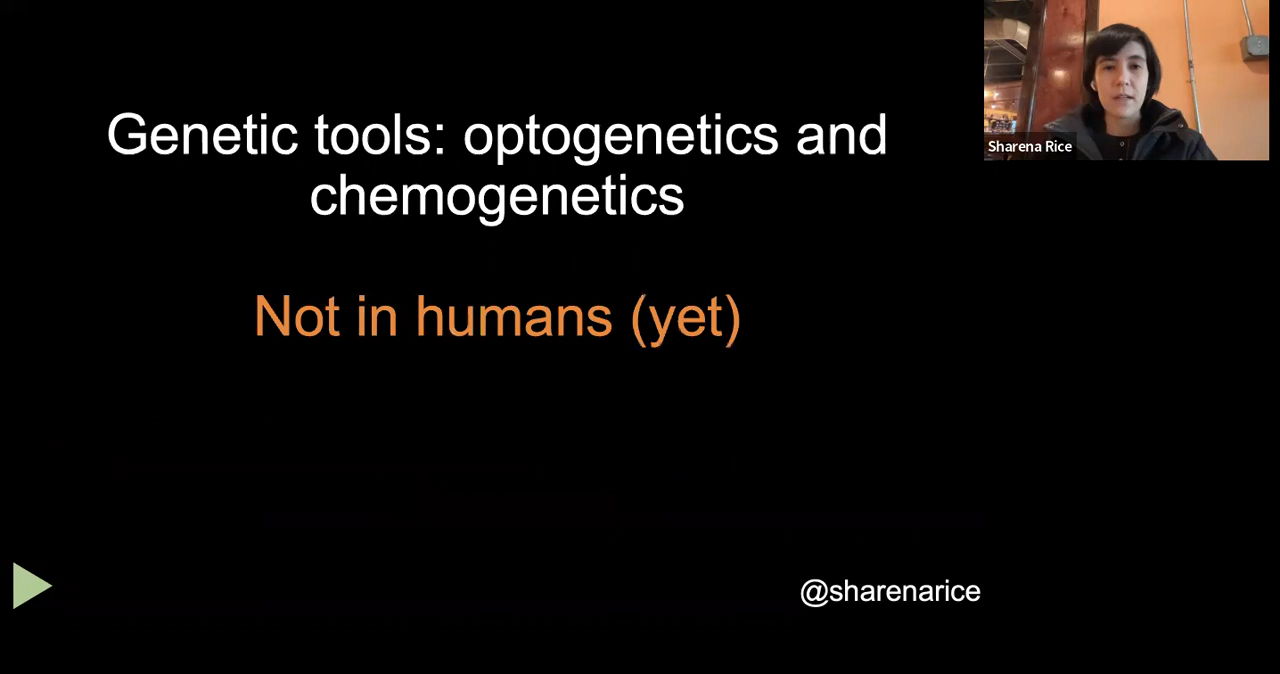 Genetic tools: optogenetics and
chemogenetics
Not in humans (yet)
@sharenarice
Sharena Rice